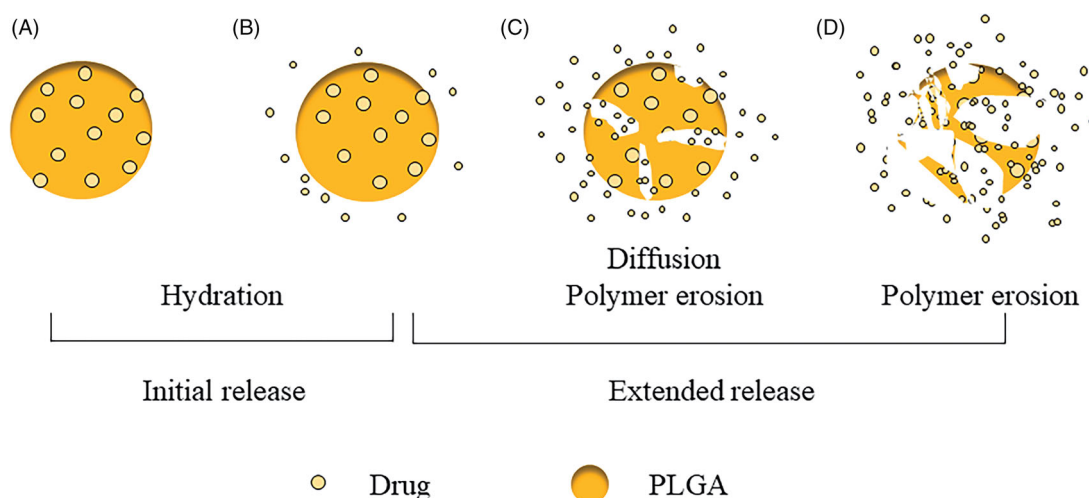 (A)
(B)
(C)
(D)
Hydration
Diffusion
Polymer erosion
Polymer erosion
Initial release
Extended release
Drug
PLGA